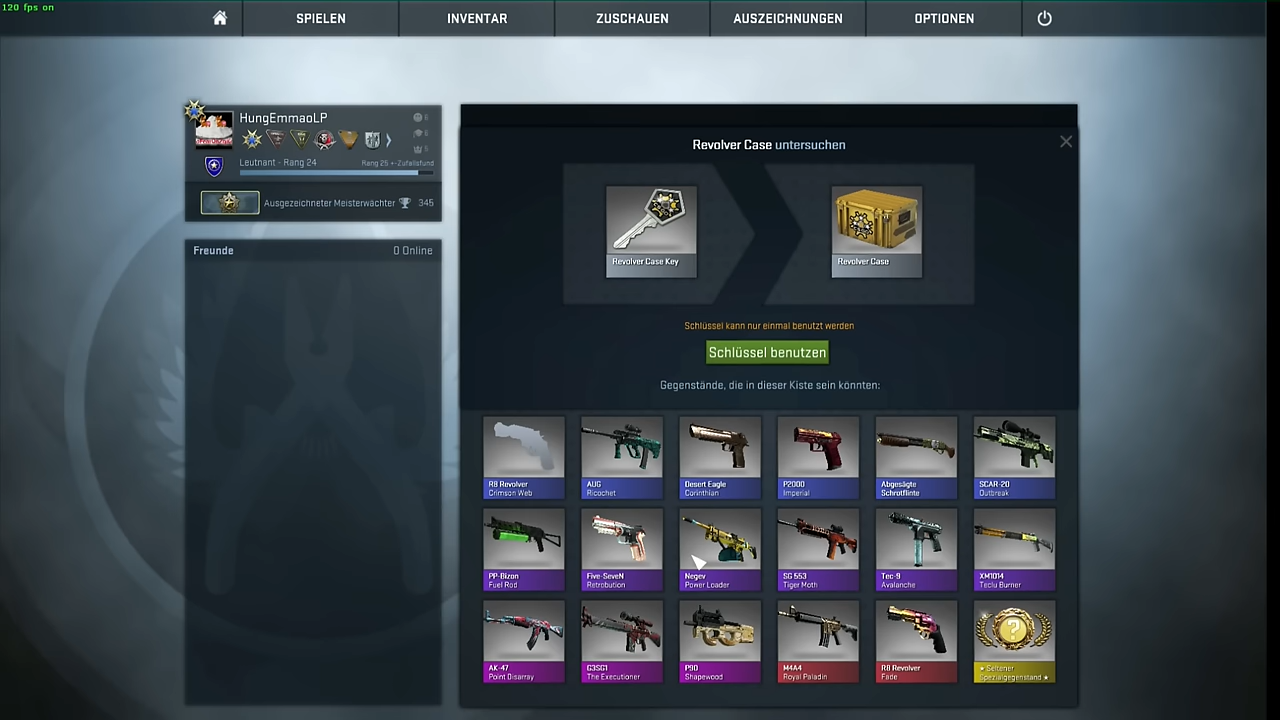 120 fps on
SPIELEN
INVENTAR
ZUSCHAUEN
AUSZEICHNUNGEN
OPTIONEN
HungEmmaoLP
Leutnant - Rang 24
Rang 25 +-Zufallsfund
Ausgezeichneter Meisterwächter 345
Freunde
0 Online
Revolver Case untersuchen
Revolver Case Key
Revolver Case
Schlüssel kann nur einmal benutzt werden
Schlüssel benutzen
Gegenstände, die in dieser Kiste sein könnten:
R8 Revolver
Crimson Web
AUG
Ricochet
Desert Eagle
Corinthian
P2000
Imperial
Abgesägte
Schrotflinte
SCAR-20
Outbreak
PP-Bizon
Fuel Rod
Five-SeveN
Retrobution
Negev
Power Loader
SG 553
Tiger Moth
Tec-9
Avalanche
XM1014
Teclu Burner
AK-47
Point Disarray
G3SG1
The Executioner
P90
Shapewood
M4A4
Royal Paladin
R8 Revolver
Fade
?
★ Seltener
Spezialgegenstand ★